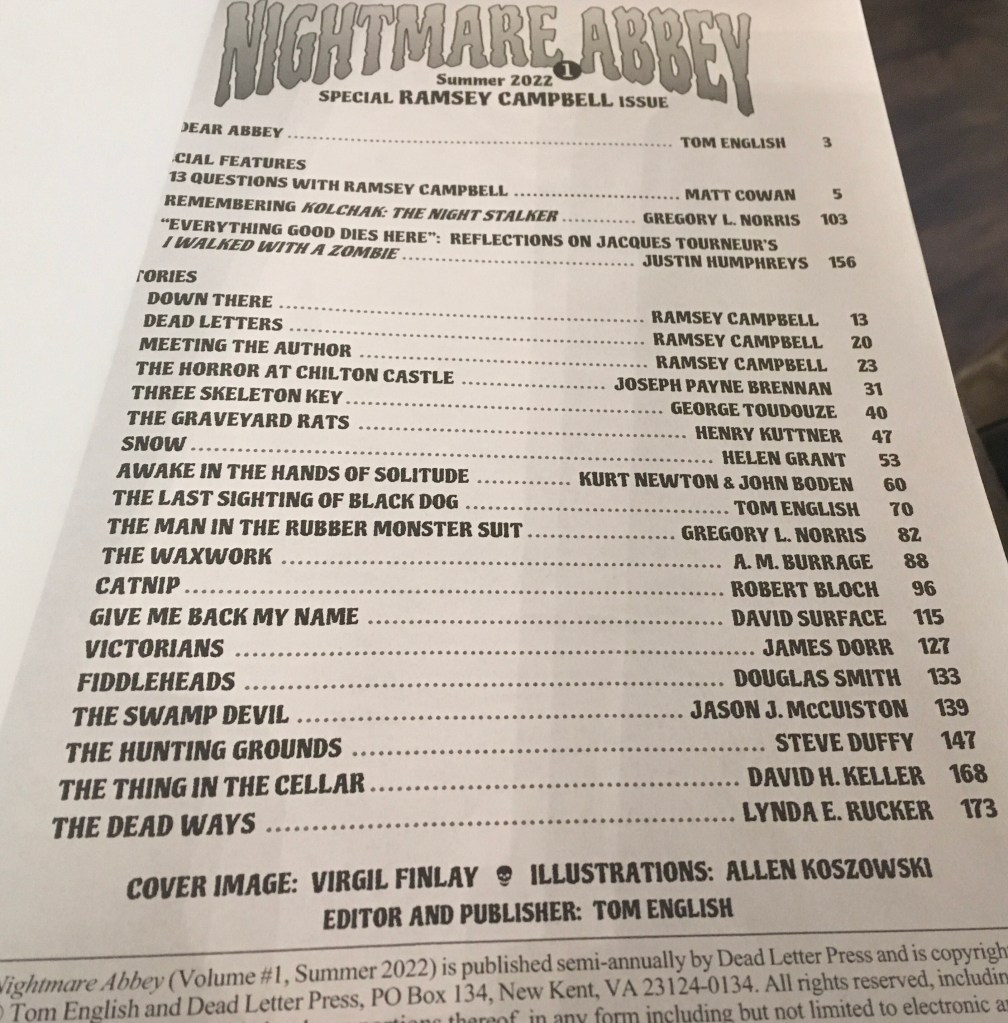 NIGHTMARE ABBEY
1
Summer 2022
SPECIAL RAMSEY CAMPBELL ISSUE
DEAR ABBEY ........ TOM ENGLISH 3
CIAL FEATURES
13 QUESTIONS WITH RAMSEY CAMPBELL ........ MATT COWAN 5
REMEMBERING KOLCHAK: THE NIGHT STALKER ........ GREGORY L. NORRIS 103
"EVERYTHING GOOD DIES HERE": REFLECTIONS ON JACQUES TOURNEUR'S
I WALKED WITH A ZOMBIE ........ JUSTIN HUMPHREYS 156
TORIES
DOWN THERE ........ RAMSEY CAMPBELL 13
DEAD LETTERS ........ RAMSEY CAMPBELL 20
MEETING THE AUTHOR ........ RAMSEY CAMPBELL 23
THE HORROR AT CHILTON CASTLE ........ JOSEPH PAYNE BRENNAN 31
THREE SKELETON KEY ........ GEORGE TOUDOUZE 40
THE GRAVEYARD RATS ........ HENRY KUTTNER 47
SNOW ........ HELEN GRANT 53
AWAKE IN THE HANDS OF SOLITUDE ........ KURT NEWTON & JOHN BODEN 60
THE LAST SIGHTING OF BLACK DOG ........ TOM ENGLISH 70
THE MAN IN THE RUBBER MONSTER SUIT ........ GREGORY L. NORRIS 82
THE WAXWORK ........ A. M. BURRAGE 88
CATNIP ........ ROBERT BLOCH 96
GIVE ME BACK MY NAME ........ DAVID SURFACE 115
VICTORIANS ........ JAMES DORR 127
FIDDLEHEADS ........ DOUGLAS SMITH 133
THE SWAMP DEVIL ........ JASON J. McCUISTON 139
THE HUNTING GROUNDS ........ STEVE DUFFY 147
THE THING IN THE CELLAR ........ DAVID H. KELLER 168
THE DEAD WAYS ........ LYNDA E. RUCKER 173
COVER IMAGE: VIRGIL FINLAY ILLUSTRATIONS: ALLEN KOSZOWSKI
EDITOR AND PUBLISHER: TOM ENGLISH
Nightmare Abbey (Volume #1, Summer 2022) is published semi-annually by Dead Letter Press and is copyrigh
Tom English and Dead Letter Press, PO Box 134, New Kent, VA 23124-0134. All rights reserved, includin
thereof, in any form including but not limited to electronic